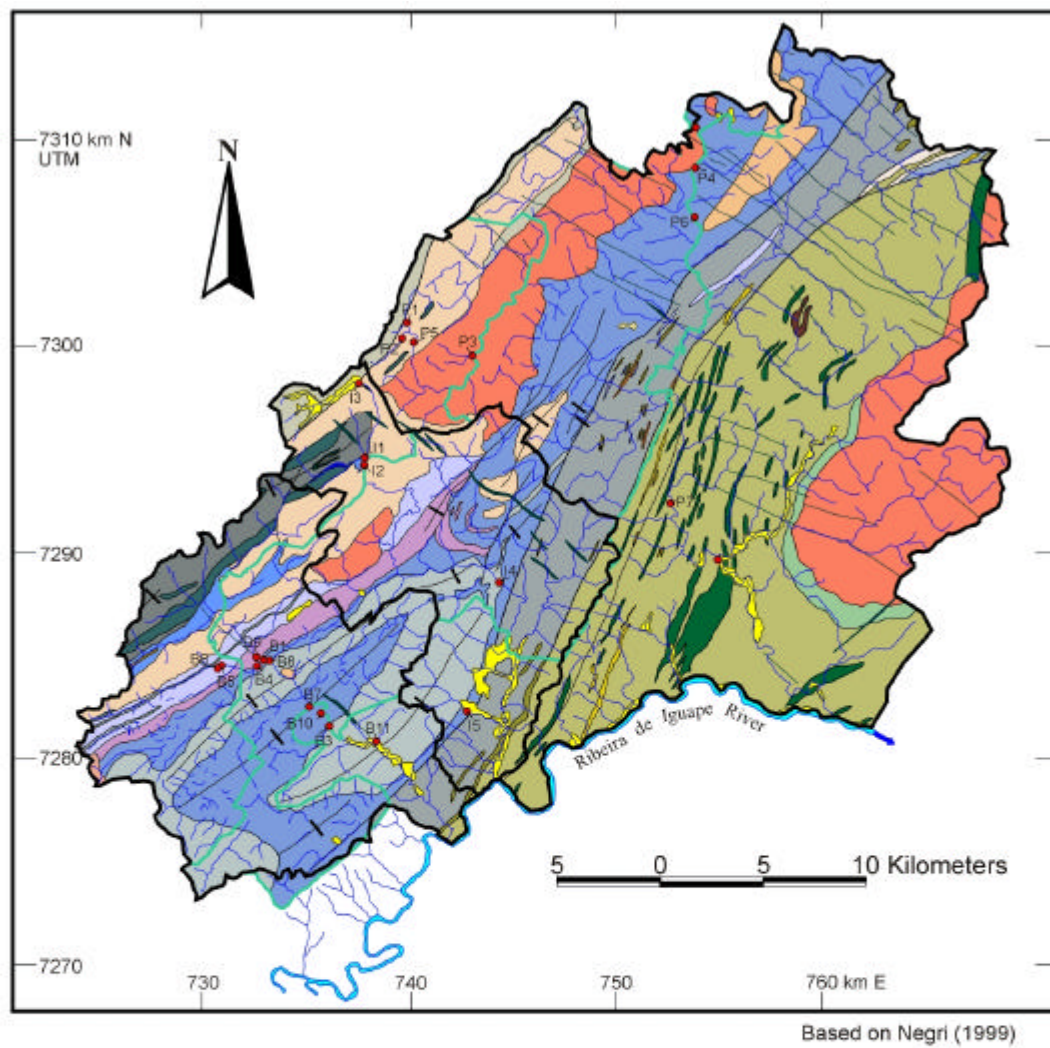 7310 km N
UTM
N
P4
P6
7300
P1
P5
P2
P3
I3
I1
I2
P7
7290
I4
B1
B8
B5
B4
B7
B10
B3
B11
I5
7280
Ribeira de Iguape River
5 0 5 10 Kilometers
7270
730 740 750 760 km E
Based on Negri (1999)